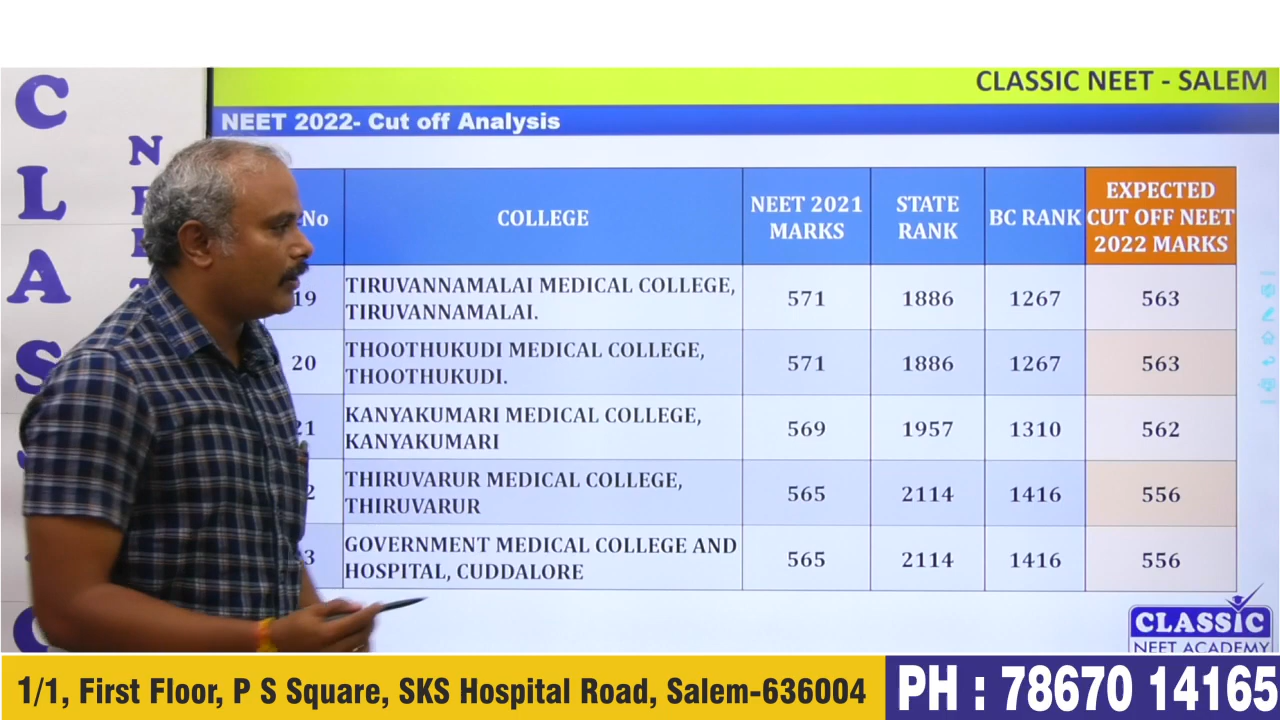 CLASSIC NEET - SALEM
NEET 2022- Cut off Analysis
C
L
A
S
S
C
N
E
E
T
No
COLLEGE
NEET 2021
MARKS
STATE
RANK
BC RANK
EXPECTED
CUT OFF NEET
2022 MARKS
19
TIRUVANNAMALAI MEDICAL COLLEGE,
TIRUVANNAMALAI.
571
1886
1267
563
20
THOOTHUKUDI MEDICAL COLLEGE,
THOOTHUKUDI.
571
1886
1267
563
21
KANYAKUMARI MEDICAL COLLEGE,
KANYAKUMARI
569
1957
1310
562
2
THIRUVARUR MEDICAL COLLEGE,
THIRUVARUR
565
2114
1416
556
3
GOVERNMENT MEDICAL COLLEGE AND
HOSPITAL, CUDDALORE
565
2114
1416
556
CLASSIC
NEET ACADEMY
1/1, First Floor, P S Square, SKS Hospital Road, Salem-636004
PH : 78670 14165